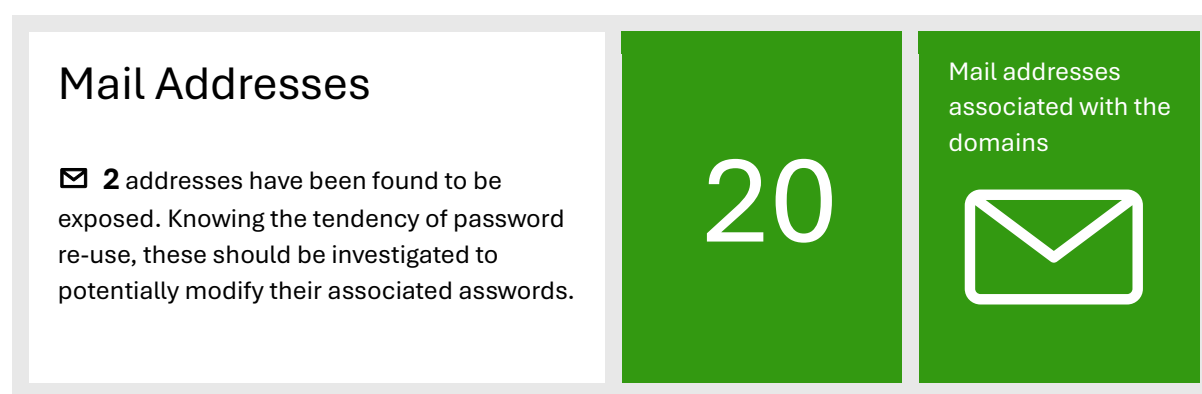 Mail Addresses
2 addresses have been found to be
exposed. Knowing the tendency of password
re-use, these should be investigated to
potentially modify their associated asswords.
20
Mail addresses
associated with the
domains